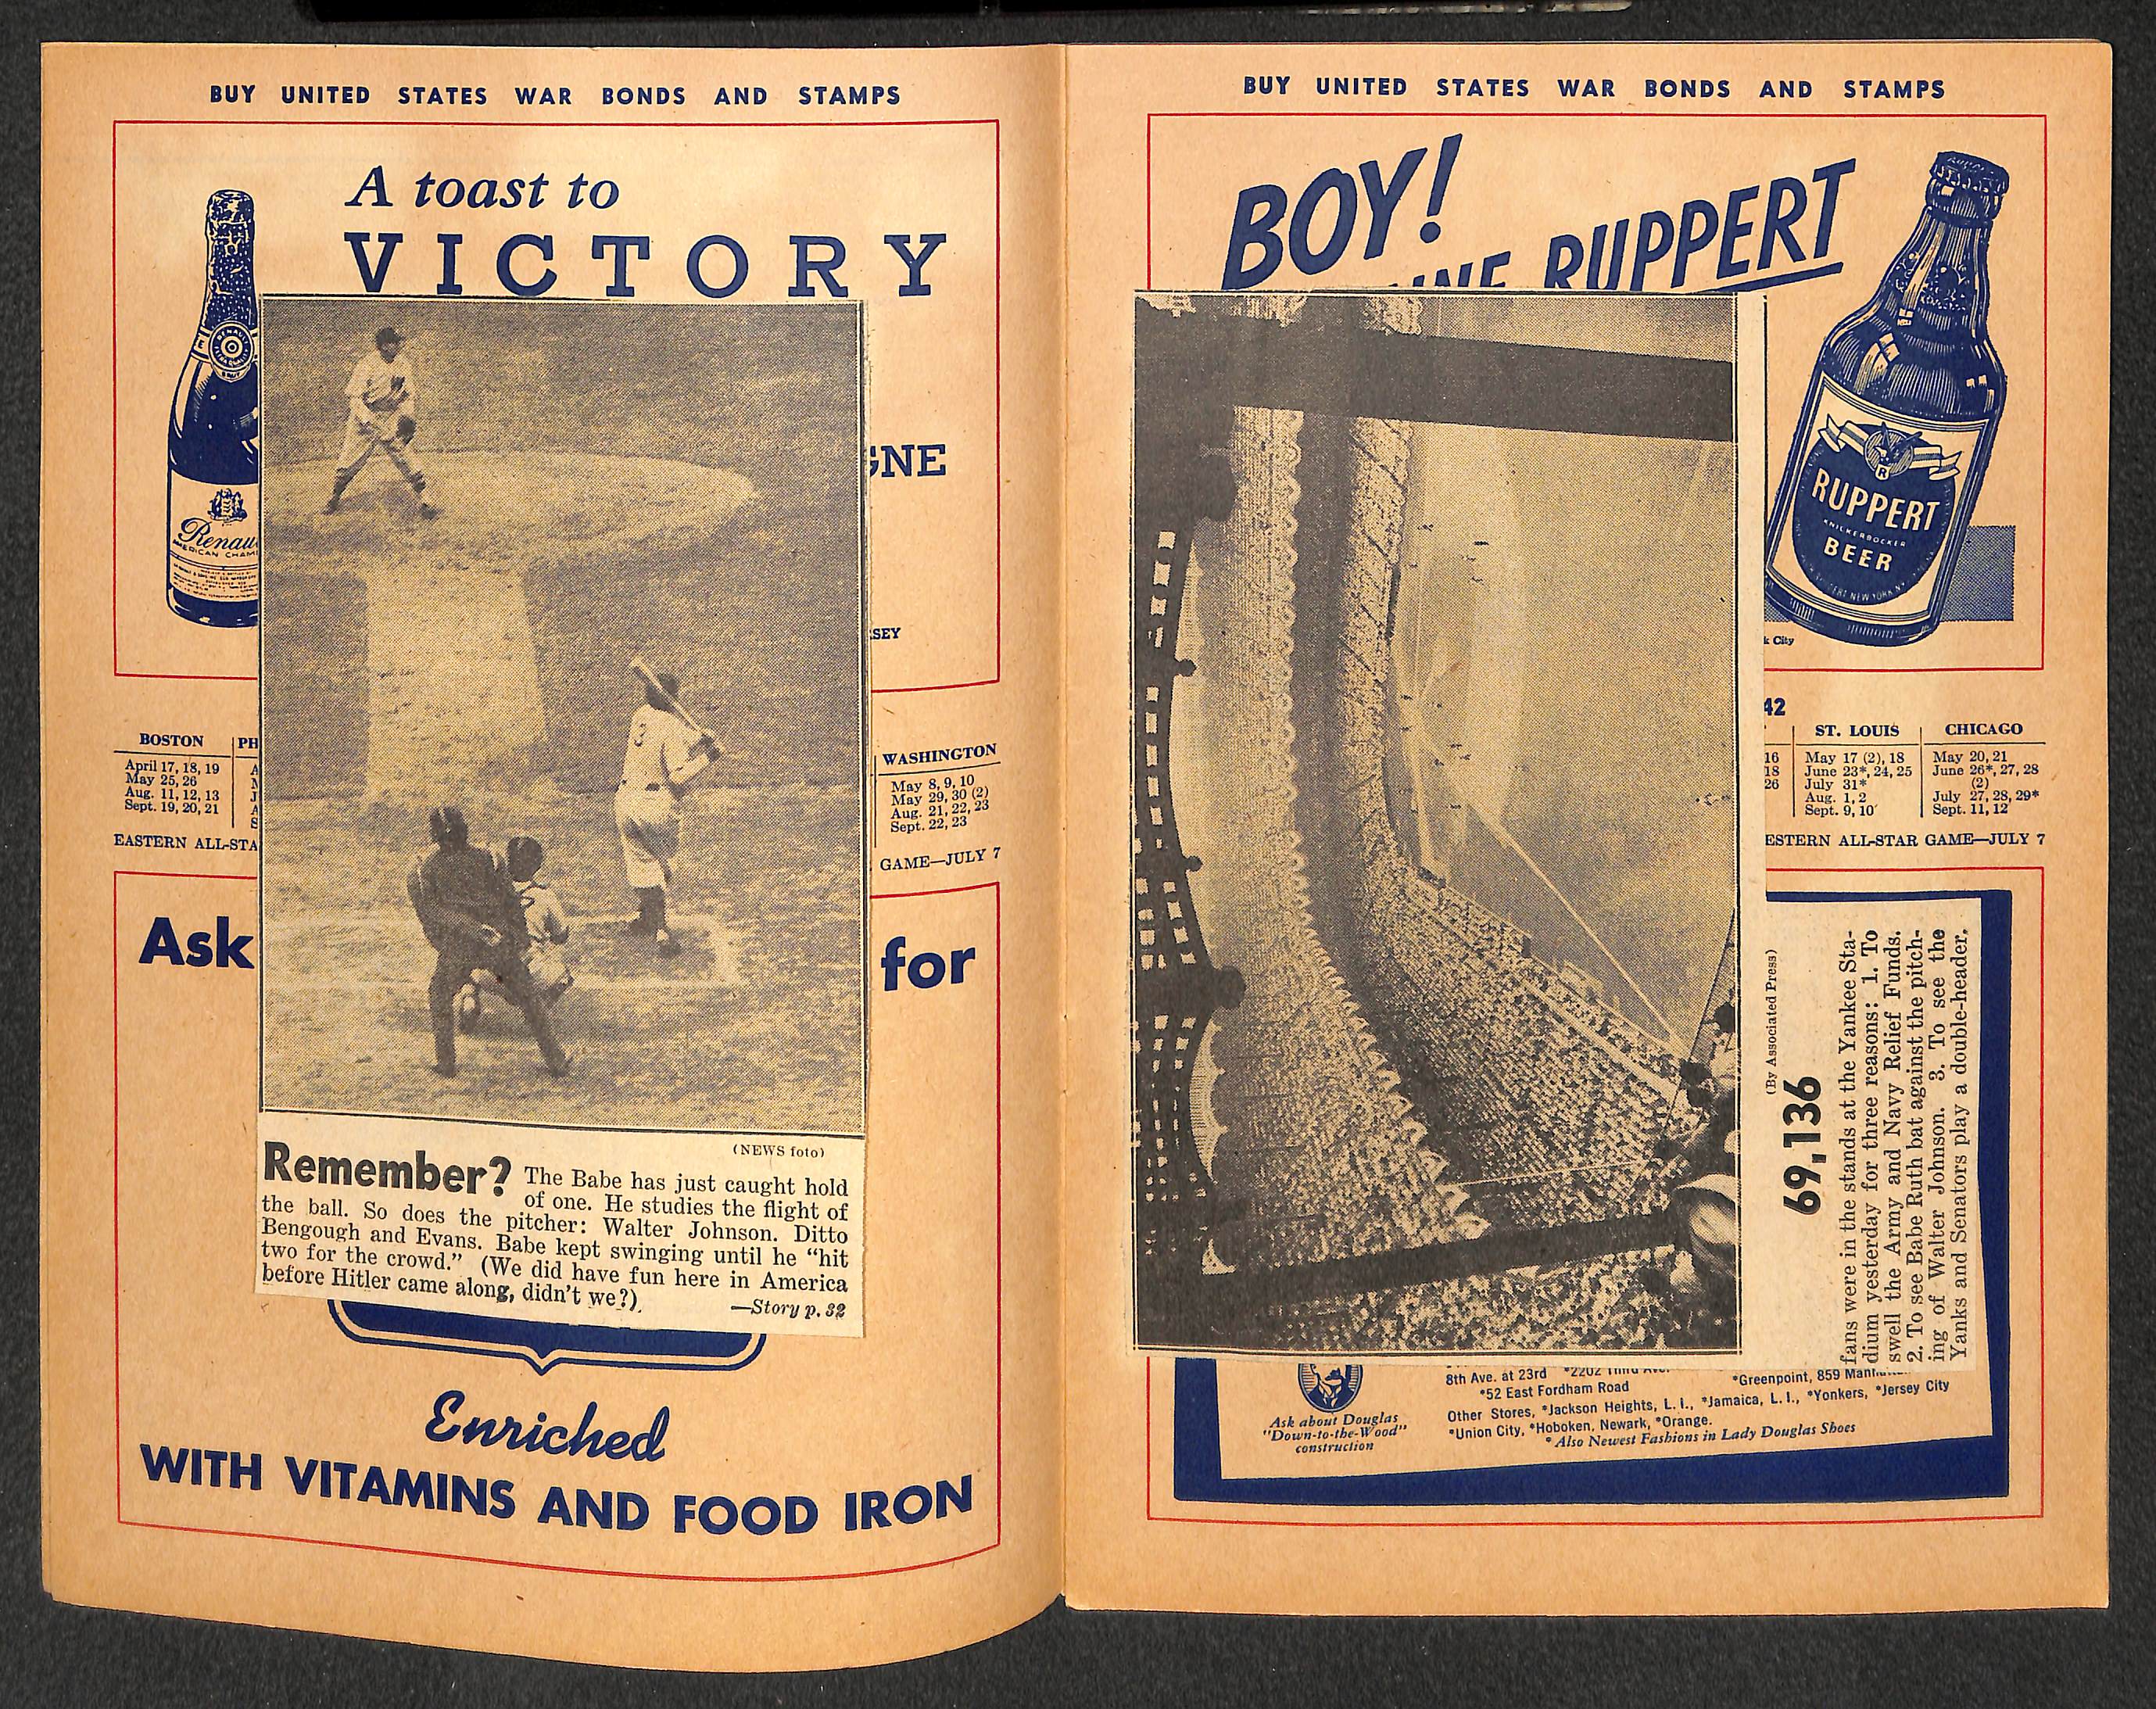 BUY UNITED STATES WAR BONDS AND STAMPS
A toast to
VICTORY
GNE
SEY
BOSTON
April 17, 18, 19
May 25, 26
Aug. 11, 12, 13
Sept. 19, 20, 21
PH
WASHINGTON
May 8, 9, 10
May 29, 30 (2)
Aug. 21, 22, 23
Sept. 22, 23
EASTERN ALL-STA
GAME—JULY 7
Ask
for
(NEWS foto)
Remember? The Babe has just caught hold
of one. He studies the flight of
the ball. So does the pitcher: Walter Johnson. Ditto
Bengough and Evans. Babe kept swinging until he "hit
two for the crowd." (We did have fun here in America
before Hitler came along, didn't we?)
—Story p. 32
Enriched
WITH VITAMINS AND FOOD IRON
BUY UNITED STATES WAR BONDS AND STAMPS
BOY!
RUPPERT
RUPPERT
KNICKERBOCKER
BEER
k City
42
16
18
26
ST. LOUIS
May 17 (2), 18
June 23*, 24, 25
July 31*
Aug. 1, 2
Sept. 9, 10
CHICAGO
May 20, 21
June 26*, 27, 28
(2)
July 27, 28, 29*
Sept. 11, 12
ESTERN ALL-STAR GAME—JULY 7
(By Associated Press)
69,136
fans were in the stands at the Yankee Sta-
dium yesterday for three reasons: 1. To
swell the Army and Navy Relief Funds.
2. To see Babe Ruth bat against the pitch-
ing of Walter Johnson. 3. To see the
Yanks and Senators play a double-header.
Ask about Douglas
"Down-to-the-Wood"
construction
8th Ave. at 23rd *2202 Third Ave.
*Greenpoint, 859
*52 East Fordham Road
Other Stores, *Jackson Heights, L. I., *Jamaica, L. I., *Yonkers, *Jersey City
*Union City, *Hoboken, Newark, *Orange.
* Also Newest Fashions in Lady Douglas Shoes